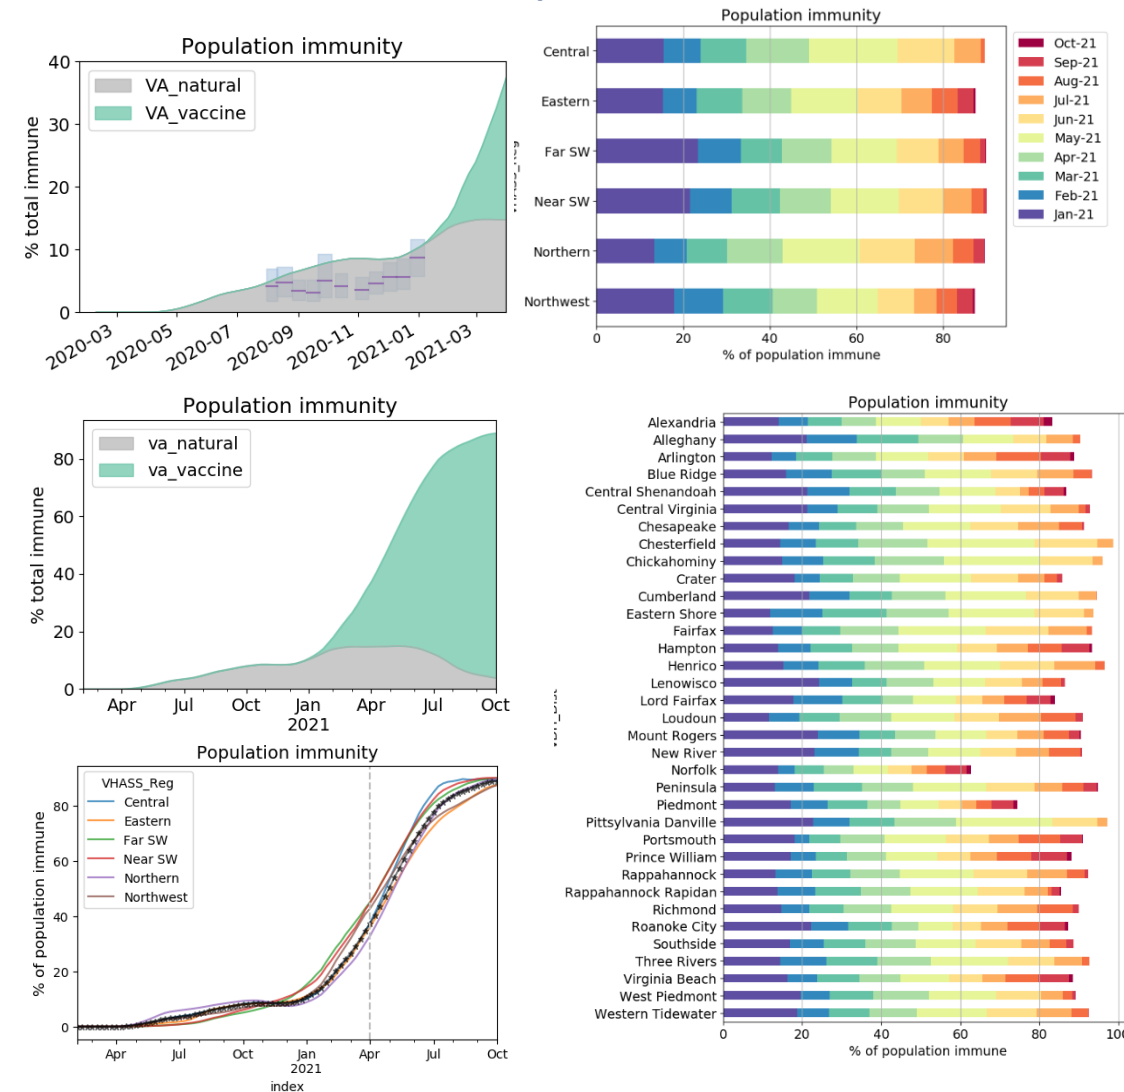 Population immunity
% total immune
40
30
20
10
0
VA_natural
VA_vaccine
2020-03
2020-05
2020-07
2020-09
2020-11
2021-01
2021-03
Population immunity
Central
Eastern
Far SW
Near SW
Northern
Northwest
0 20 40 60 80
% of population immune
Oct-21
Sep-21
Aug-21
Jul-21
Jun-21
May-21
Apr-21
Mar-21
Feb-21
Jan-21
Population immunity
% total immune
80
60
40
20
0
va_natural
va_vaccine
Apr Jul Oct Jan Apr Jul Oct
2021
Population immunity
% of population immune
80
60
40
20
0
VHASS_Reg
Central
Eastern
Far SW
Near SW
Northern
Northwest
Apr Jul Oct Jan Apr Jul Oct
2021
index
Population immunity
Alexandria
Alleghany
Arlington
Blue Ridge
Central Shenandoah
Central Virginia
Chesapeake
Chesterfield
Chickahominy
Crater
Cumberland
Eastern Shore
Fairfax
Hampton
Henrico
Lenowisco
Lord Fairfax
Loudoun
Mount Rogers
New River
Norfolk
Peninsula
Piedmont
Pittsylvania Danville
Portsmouth
Prince William
Rappahannock
Rappahannock Rapidan
Richmond
Roanoke City
Southside
Three Rivers
Virginia Beach
West Piedmont
Western Tidewater
0 20 40 60 80 100
% of population immune